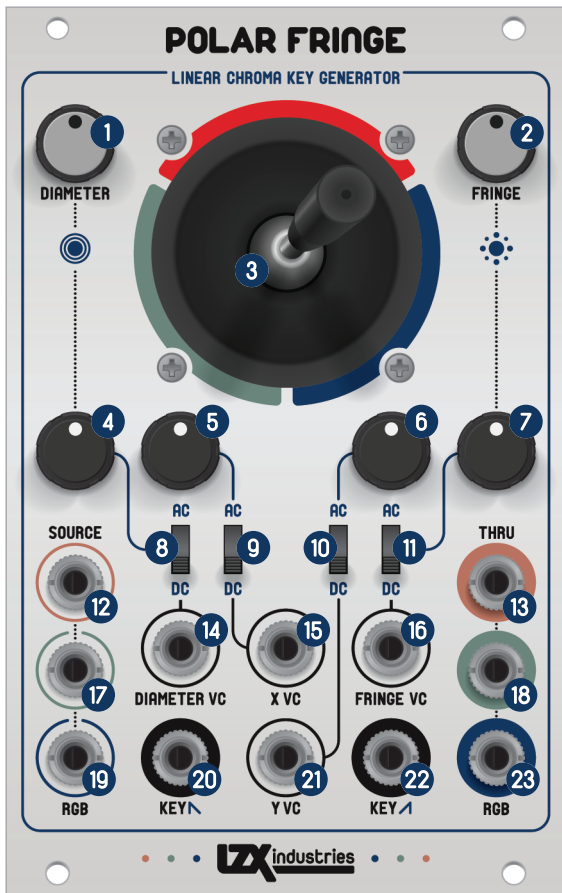 POLAR FRINGE
LINEAR CHROMA KEY GENERATOR
1
2
DIAMETER
FRINGE
3
4
5
6
7
SOURCE
AC
AC
AC
AC
THRU
8
9
10
11
DC
DC
DC
DC
12
13
14
15
16
DIAMETER VC
X VC
FRINGE VC
17
18
19
20
21
22
23
RGB
KEY
Y VC
KEY
RGB
LZX industries